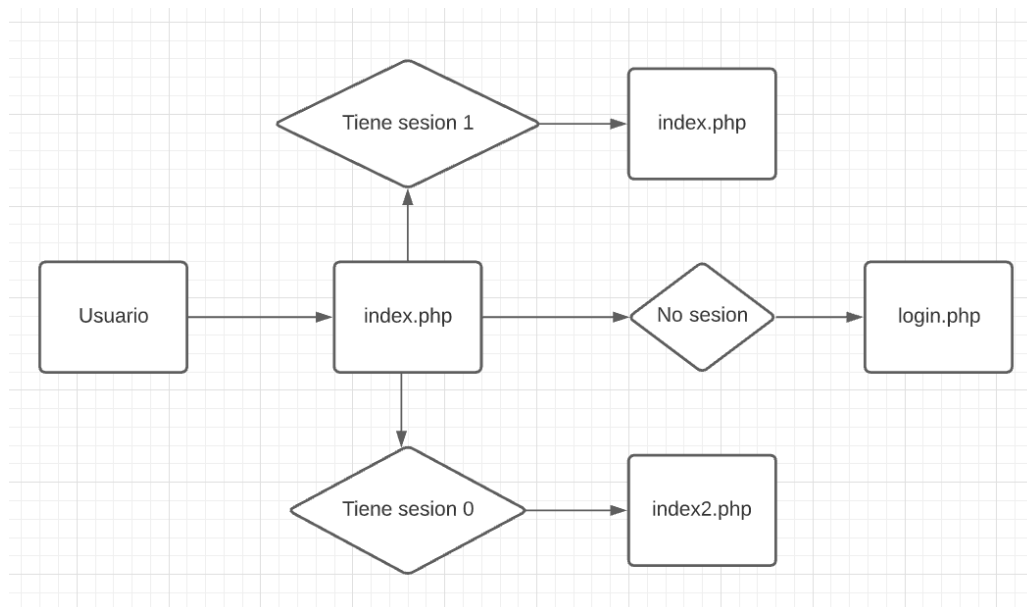 Tiene sesion 1
index.php
Usuario
index.php
No sesion
login.php
Tiene sesion 0
index2.php